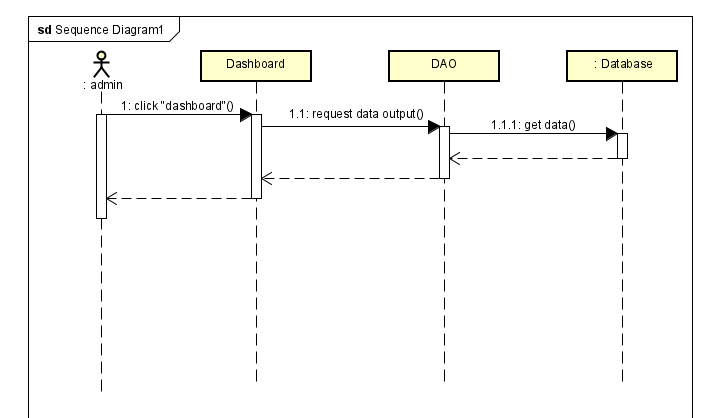 sd Sequence Diagram1
: admin
Dashboard
DAO
: Database
1: click "dashboard"()
1.1: request data output()
1.1.1: get data()